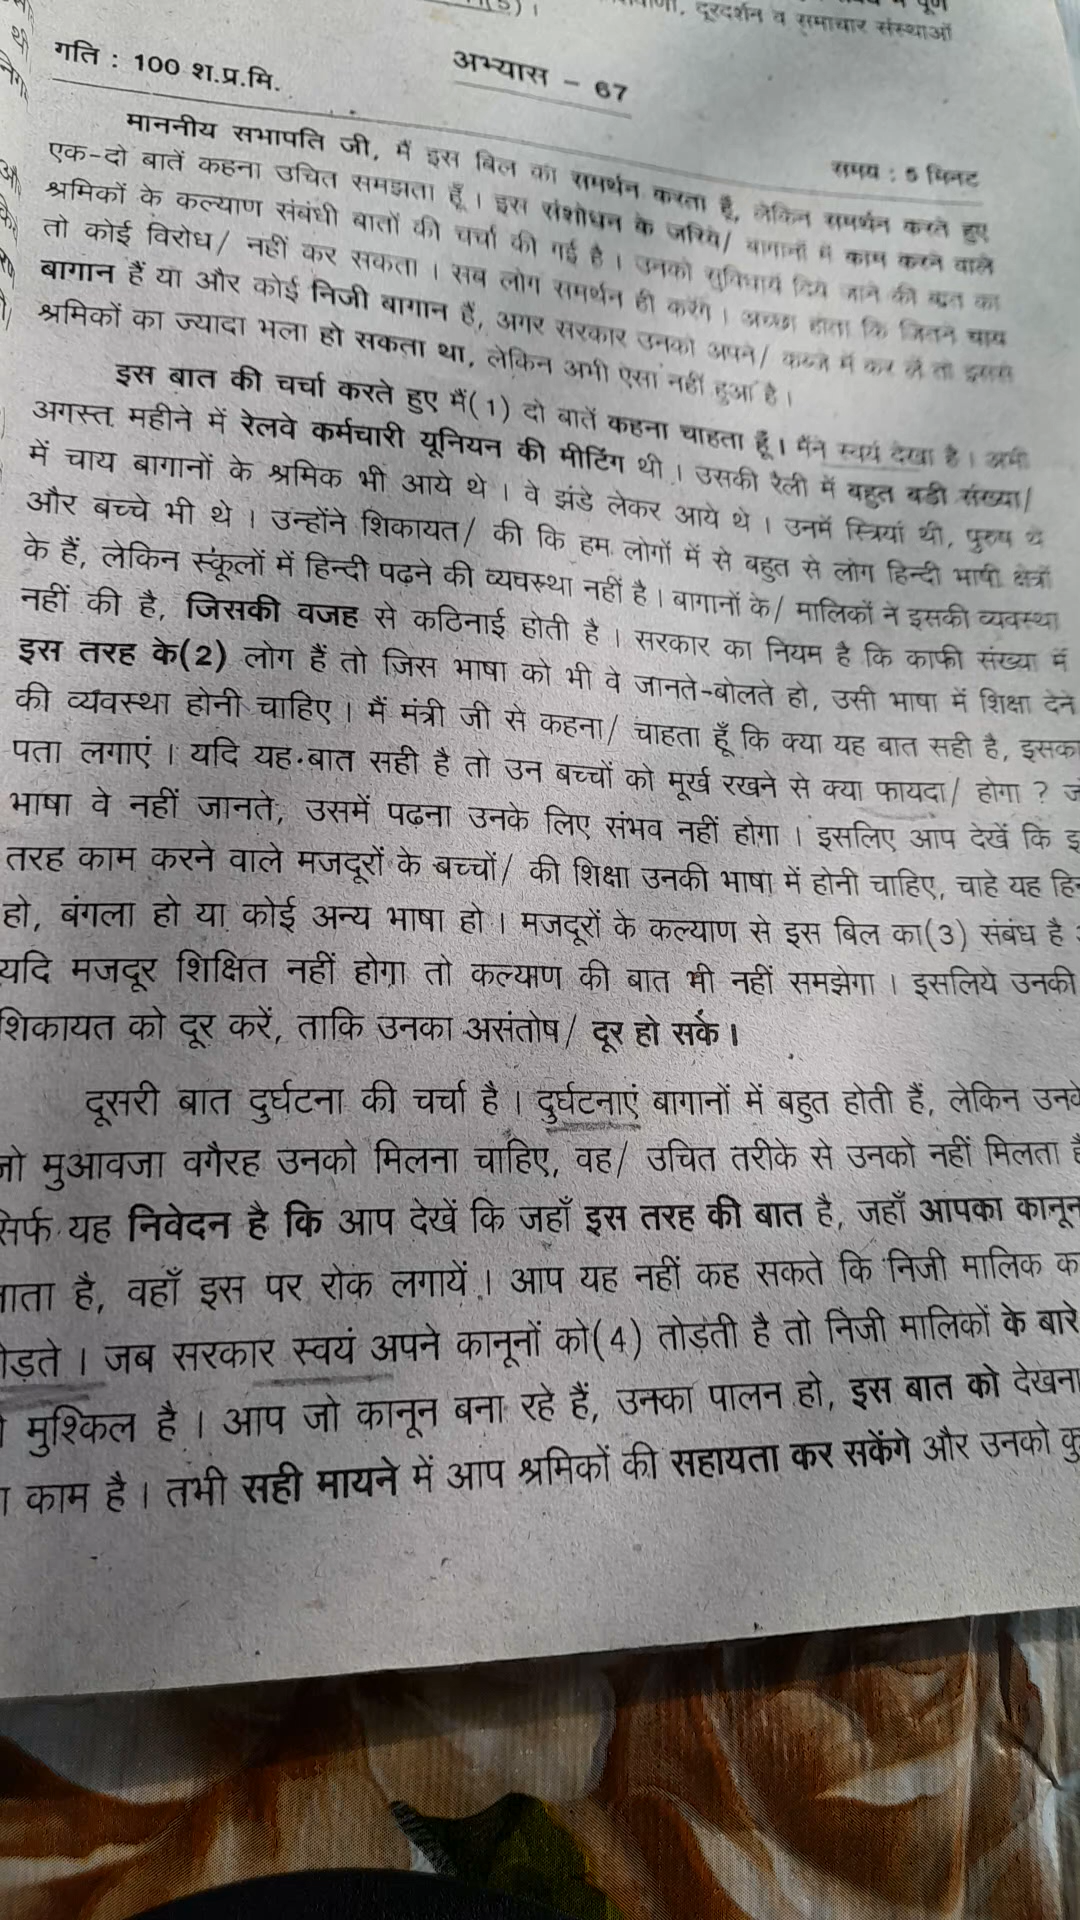 दूरदर्शन व समाचार संस्थाओं
गति : 100 श.प्र.मि.
अभ्यास - 67
समय : 5 मिनट
माननीय सभापति जी, मैं इस बिल का समर्थन करता हूँ, लेकिन समर्थन करते हुए
एक-दो बातें कहना उचित समझता हूँ । इस संशोधन के जरिये/ बागानों में काम करने वाले
श्रमिकों के कल्याण संबंधी बातों की चर्चा की गई है । उनको सुविधायें दिये जाने की बात का
तो कोई विरोध/ नहीं कर सकता । सब लोग समर्थन ही करेंगे । अच्छा होता कि जितने चाय
बागान हैं या और कोई निजी बागान हैं, अगर सरकार उनको अपने/ कब्जे में कर ले तो इससे
श्रमिकों का ज्यादा भला हो सकता था, लेकिन अभी ऐसा नहीं हुआ है ।
इस बात की चर्चा करते हुए मैं(1) दो बातें कहना चाहता हूँ । मैंने स्वयं देखा है । अभी
अगस्त महीने में रेलवे कर्मचारी यूनियन की मीटिंग थी । उसकी रैली में बहुत बडी संख्या/
में चाय बागानों के श्रमिक भी आये थे । वे झंडे लेकर आये थे । उनमें स्त्रियां थी, पुरुष थे
और बच्चे भी थे । उन्होंने शिकायत/ की कि हम लोगों में से बहुत से लोग हिन्दी भाषी क्षेत्रों
के हैं, लेकिन स्कूलों में हिन्दी पढ़ने की व्यवस्था नहीं है । बागानों के/ मालिकों ने इसकी व्यवस्था
नहीं की है, जिसकी वजह से कठिनाई होती है । सरकार का नियम है कि काफी संख्या में
इस तरह के(2) लोग हैं तो जिस भाषा को भी वे जानते-बोलते हो, उसी भाषा में शिक्षा देने
की व्यवस्था होनी चाहिए । मैं मंत्री जी से कहना/ चाहता हूँ कि क्या यह बात सही है, इसका
पता लगाएं । यदि यह बात सही है तो उन बच्चों को मूर्ख रखने से क्या फायदा/ होगा ?
भाषा वे नहीं जानते, उसमें पढना उनके लिए संभव नहीं होगा । इसलिए आप देखें कि
तरह काम करने वाले मजदूरों के बच्चों/ की शिक्षा उनकी भाषा में होनी चाहिए, चाहे यह
हो, बंगला हो या कोई अन्य भाषा हो । मजदूरों के कल्याण से इस बिल का(3) संबंध है
यदि मजदूर शिक्षित नहीं होगा तो कल्याण की बात भी नहीं समझेगा । इसलिये उनकी
शिकायत को दूर करें, ताकि उनका असंतोष/ दूर हो सके ।
दूसरी बात दुर्घटना की चर्चा है । दुर्घटनाएं बागानों में बहुत होती हैं, लेकिन
जो मुआवजा वगैरह उनको मिलना चाहिए, वह/ उचित तरीके से उनको नहीं मिलता है
सिर्फ यह निवेदन है कि आप देखें कि जहाँ इस तरह की बात है, जहाँ आपका कानून
है, वहाँ इस पर रोक लगायें । आप यह नहीं कह सकते कि निजी मालिक
। जब सरकार स्वयं अपने कानूनों को(4) तोड़ती है तो निजी मालिकों के बारे
मुश्किल है । आप जो कानून बना रहे हैं, उनका पालन हो, इस बात को देखना
काम है । तभी सही मायने में आप श्रमिकों की सहायता कर सकेंगे और उनको